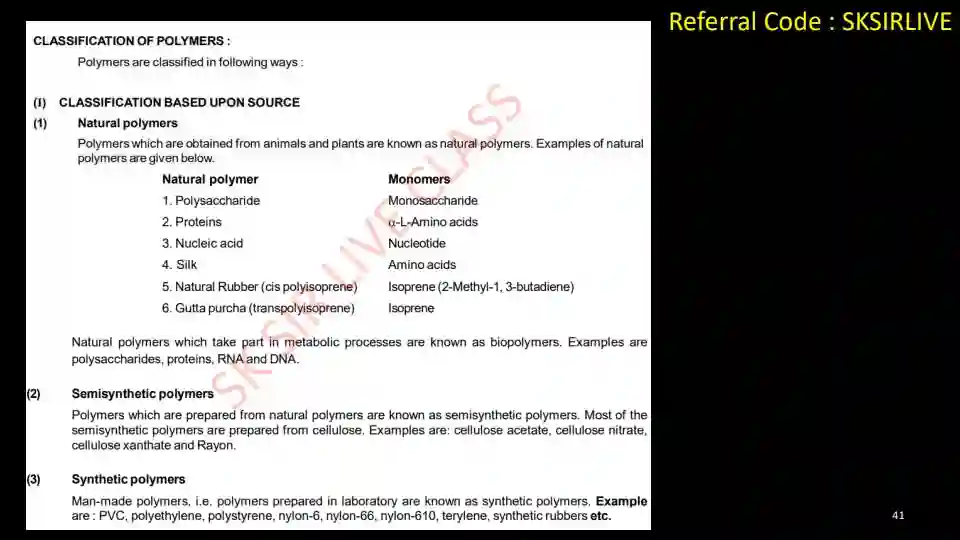 Referral Code : SKSIRLIVE
CLASSIFICATION OF POLYMERS :
Polymers are classified in following ways :
(I) CLASSIFICATION BASED UPON SOURCE
(1) Natural polymers
Polymers which are obtained from animals and plants are known as natural polymers. Examples of natural
polymers are given below.
Natural polymer Monomers
1. Polysaccharide Monosaccharide
2. Proteins α-L-Amino acids
3. Nucleic acid Nucleotide
4. Silk Amino acids
5. Natural Rubber (cis polyisoprene) Isoprene (2-Methyl-1, 3-butadiene)
6. Gutta purcha (transpolyisoprene) Isoprene
Natural polymers which take part in metabolic processes are known as biopolymers. Examples are
polysaccharides, proteins, RNA and DNA.
(2) Semisynthetic polymers
Polymers which are prepared from natural polymers are known as semisynthetic polymers. Most of the
semisynthetic polymers are prepared from cellulose. Examples are: cellulose acetate, cellulose nitrate,
cellulose xanthate and Rayon.
(3) Synthetic polymers
Man-made polymers, i.e. polymers prepared in laboratory are known as synthetic polymers. Example
are : PVC, polyethylene, polystyrene, nylon-6, nylon-66, nylon-610, terylene, synthetic rubbers etc.
SK SIR LIVE CLASS
41